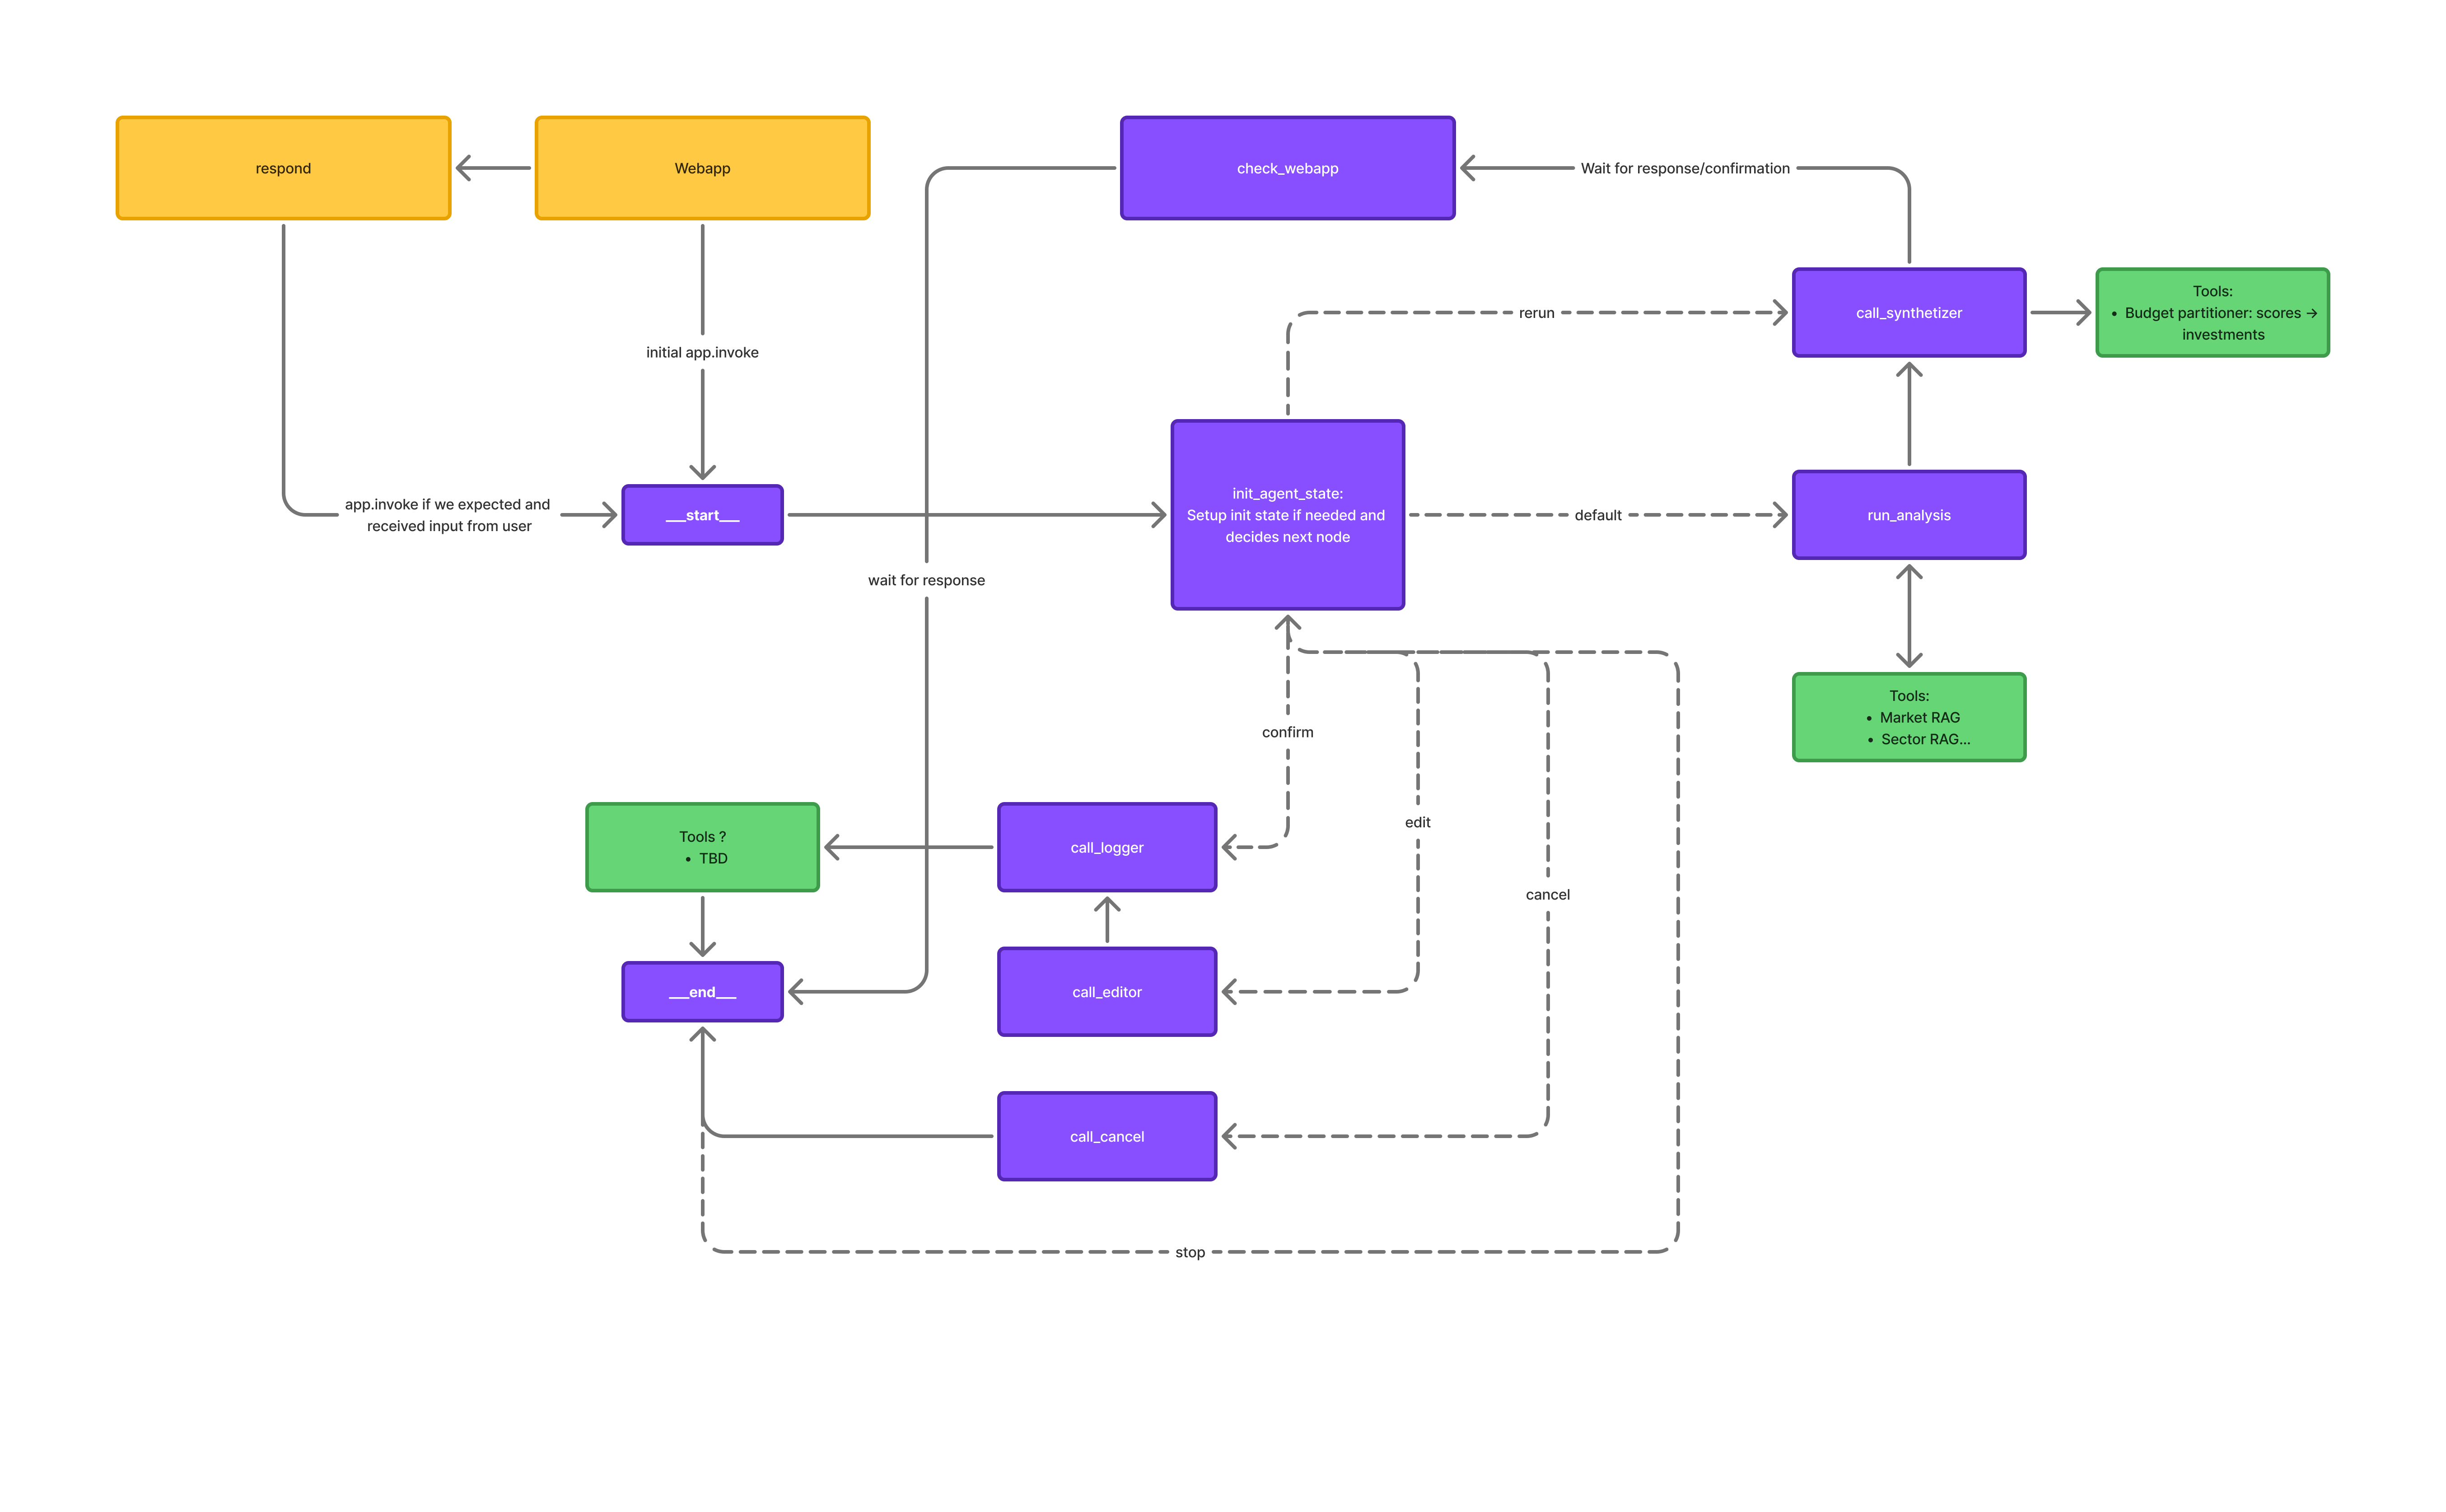 respond
Webapp
check_webapp
Wait for response/confirmation
call_synthetizer
Tools:
• Budget partitioner: scores →
investments
rerun
initial app.invoke
app.invoke if we expected and
received input from user
___start___
init_agent_state:
Setup init state if needed and
decides next node
default
run_analysis
wait for response
Tools:
• Market RAG
• Sector RAG...
confirm
edit
cancel
Tools ?
• TBD
call_logger
___end___
call_editor
call_cancel
stop